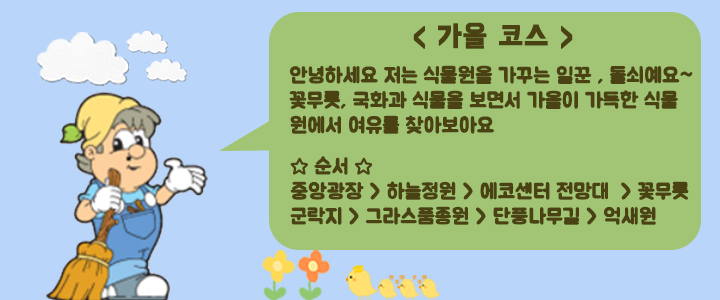 < 가을 코스 >
안녕하세요 저는 식물원을 가꾸는 일꾼 , 돌쇠예요~
꽃무릇, 국화과 식물을 보면서 가을이 가득한 식물
원에서 여유를 찾아보아요
☆ 순서 ☆
중앙광장 > 하늘정원 > 에코센터 전망대 > 꽃무릇
군락지 > 그라스품종원 > 단풍나무길 > 억새원